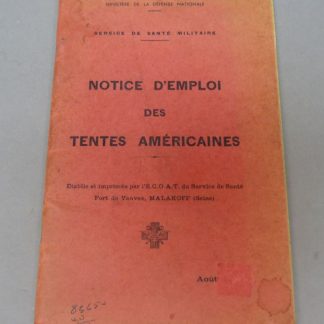 MINISTÈRE DE LA DÉFENSE NATIONALE
SERVICE DE SANTÉ MILITAIRE
NOTICE D'EMPLOI
DES
TENTES AMÉRICAINES
Établie et imprimée par l'E.C.O.A.T. du Service de Santé
Fort de Vanves, MALAKOFF (Seine)
Août